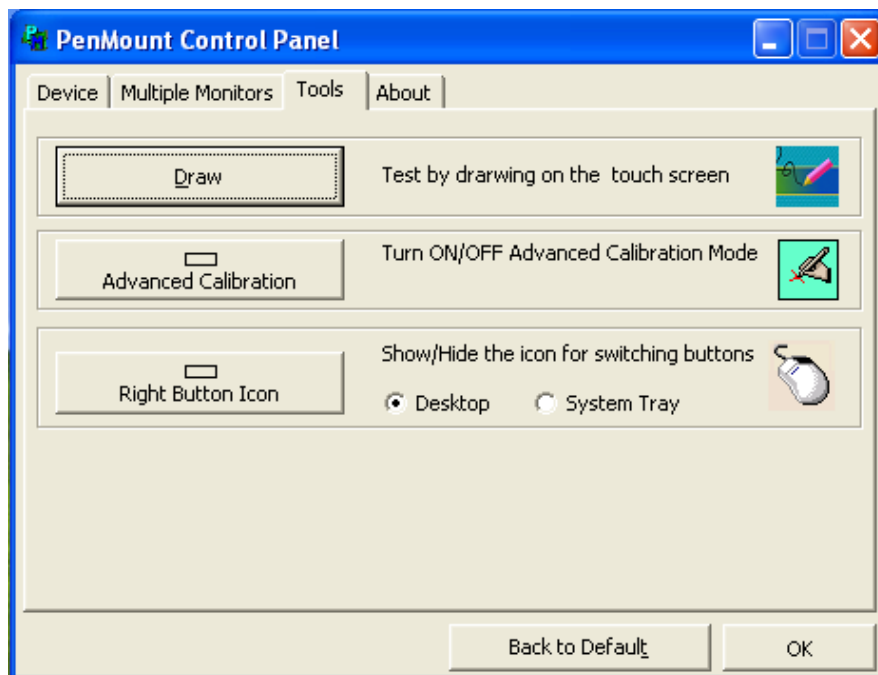 PenMount Control Panel
Device Multiple Monitors Tools About
Draw Test by drarwing on the touch screen
Advanced Calibration Turn ON/OFF Advanced Calibration Mode
Right Button Icon Show/Hide the icon for switching buttons
Desktop System Tray
Back to Default OK